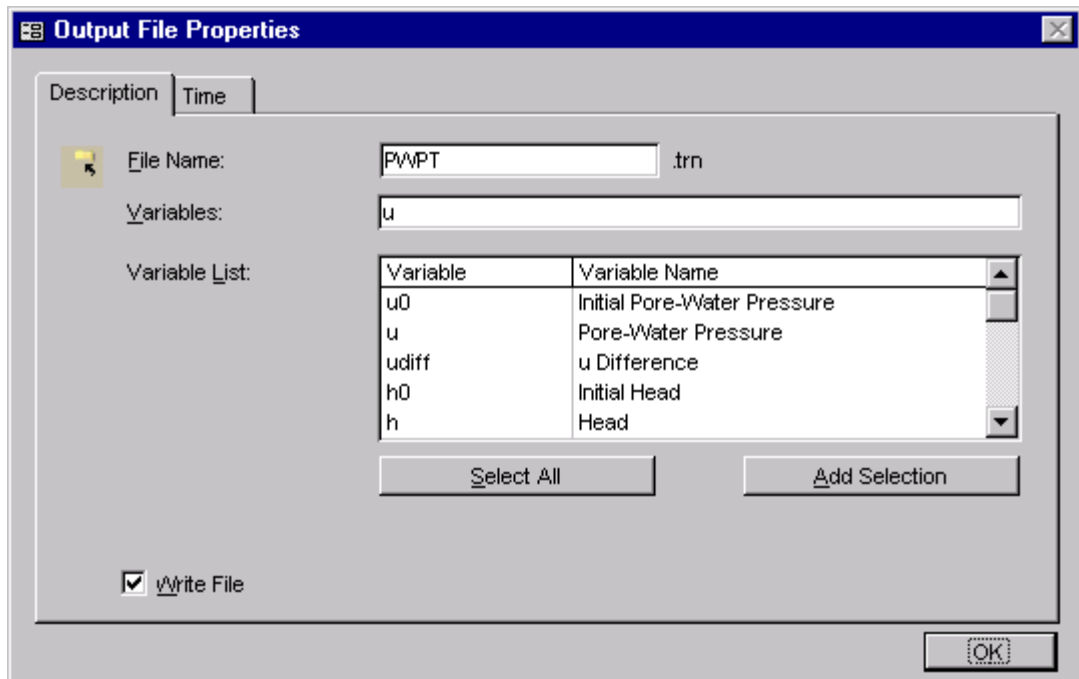 Output File Properties
Description Time
File Name: PWPT .trn
Variables: u
Variable List: Variable Variable Name
u0 Initial Pore-Water Pressure
u Pore-Water Pressure
udiff u Difference
h0 Initial Head
h Head
Select All Add Selection
Write File
OK